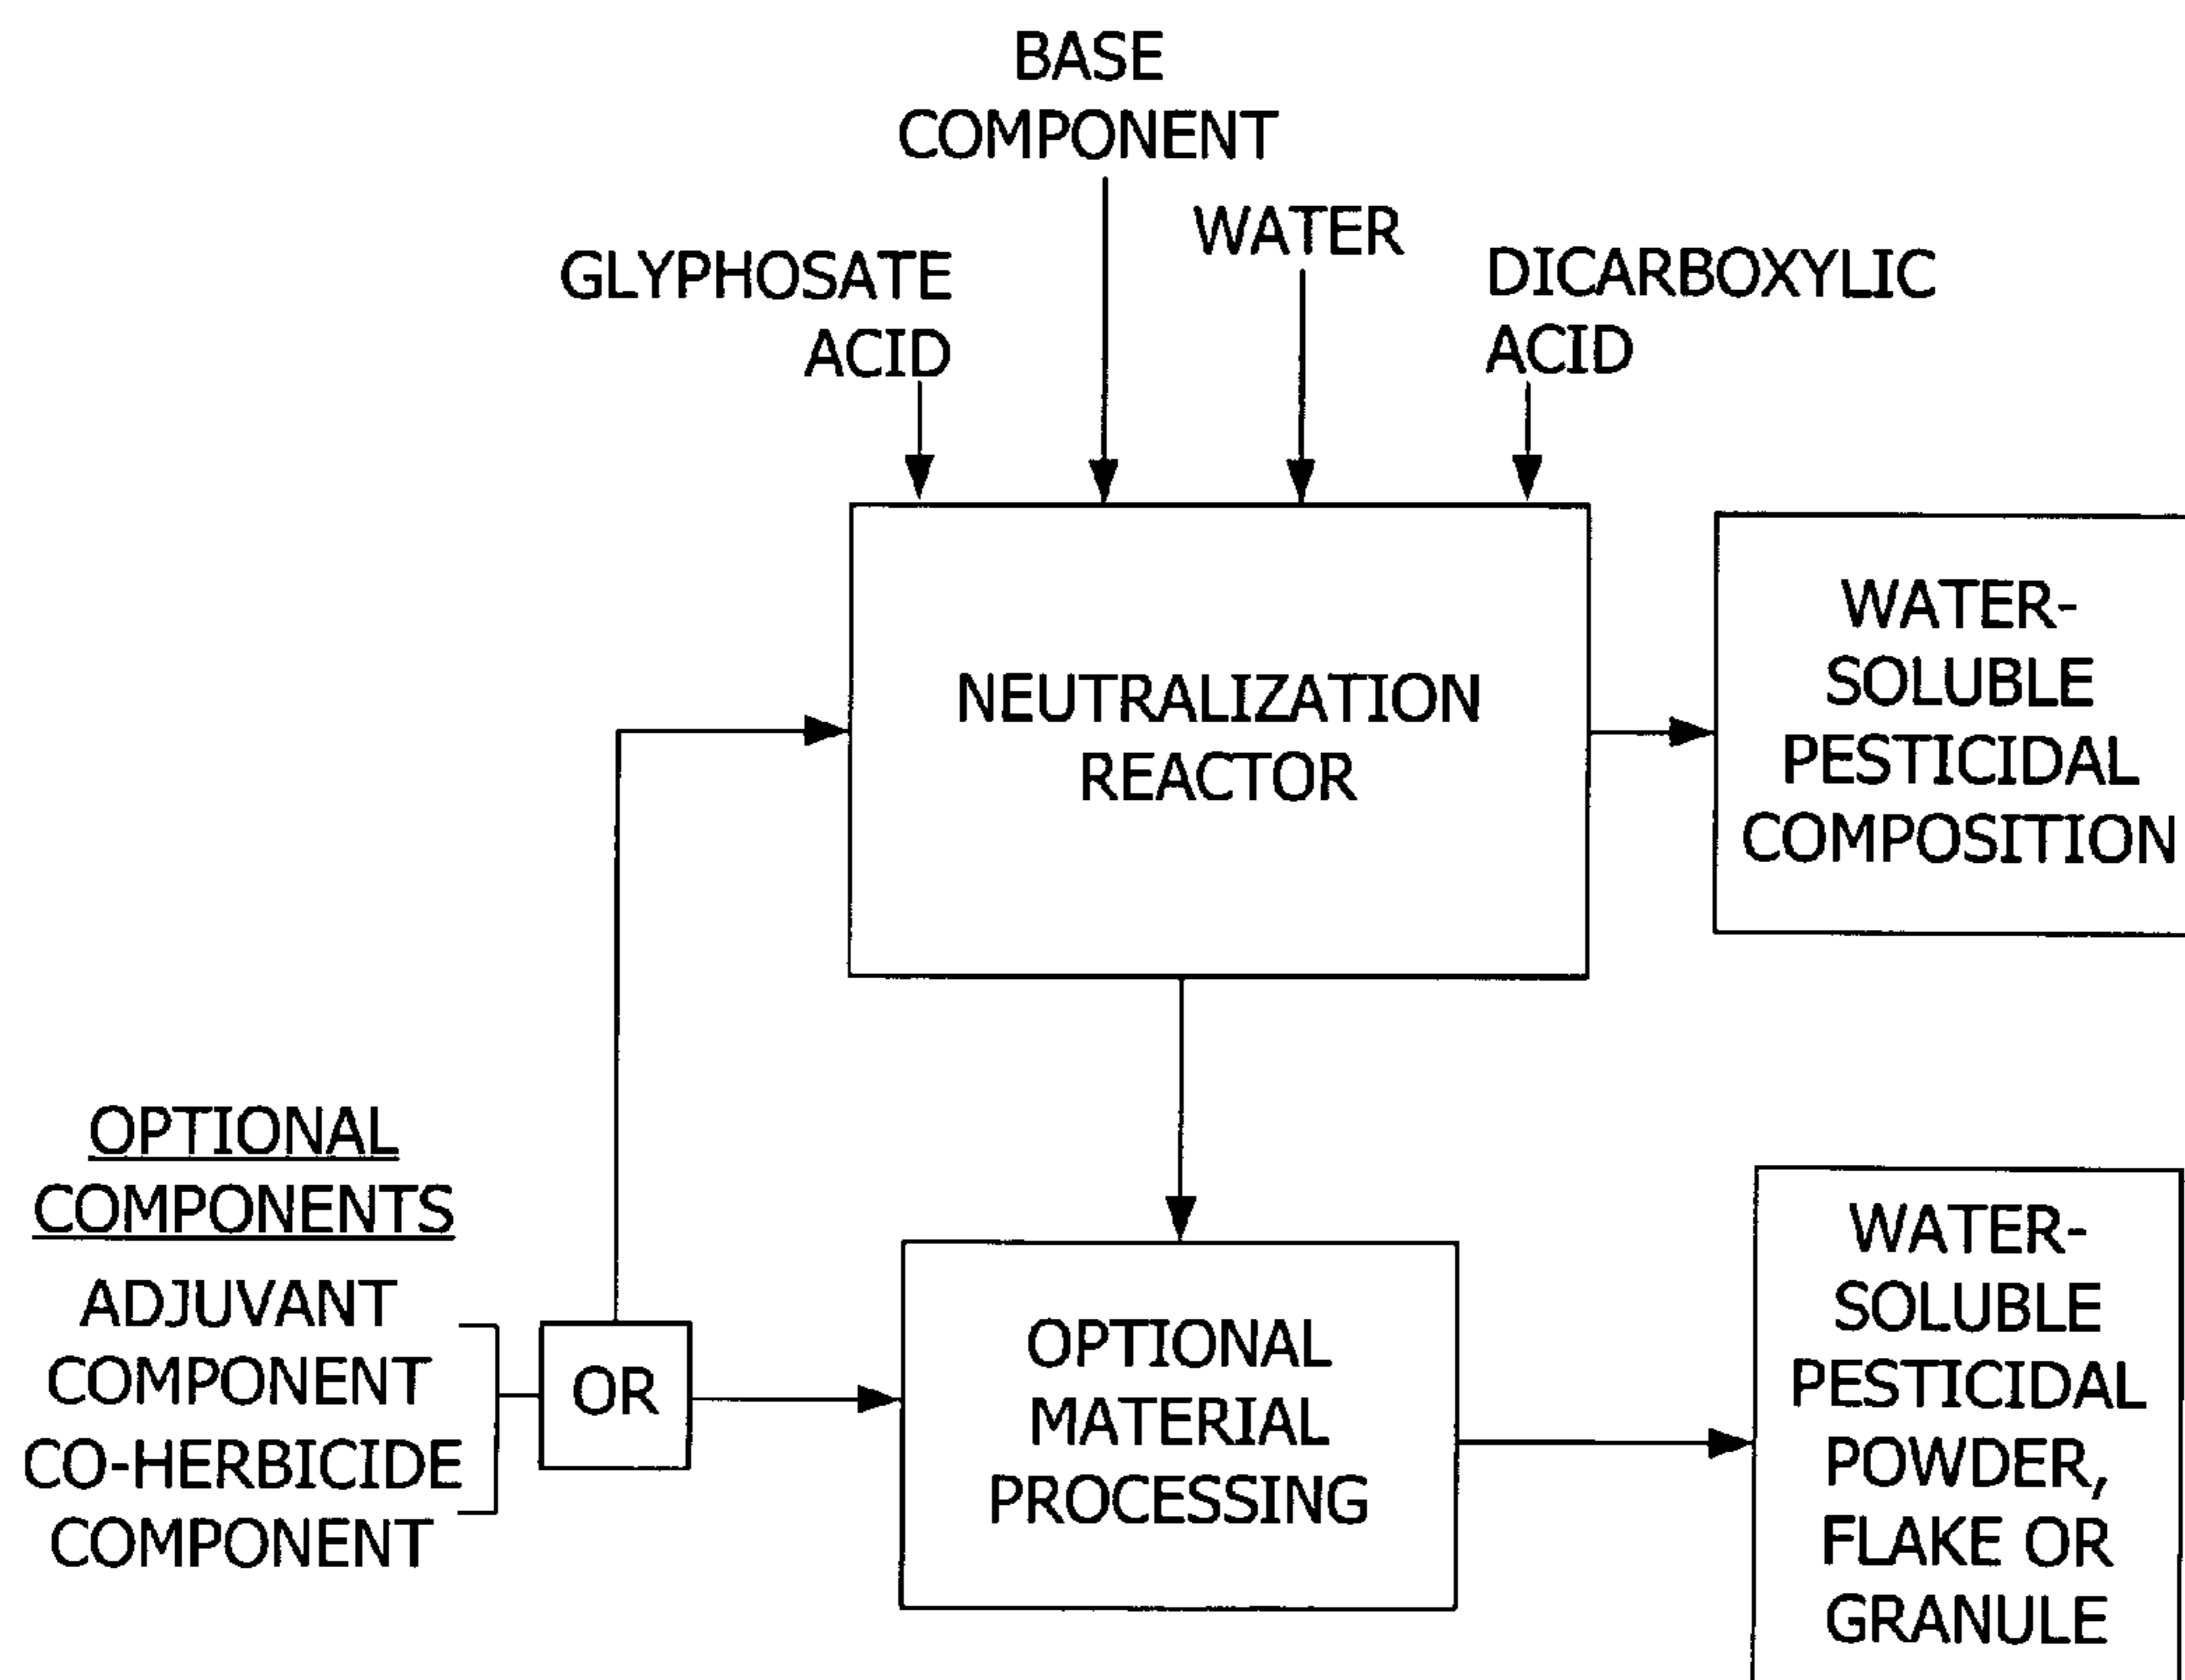 BASE
COMPONENT
WATER
GLYPHOSATE
ACID
DICARBOXYLIC
ACID
NEUTRALIZATION
REACTOR
WATER-
SOLUBLE
PESTICIDAL
COMPOSITION
OPTIONAL
COMPONENTS
ADJUVANT
COMPONENT
CO-HERBICIDE
COMPONENT
OR
OPTIONAL
MATERIAL
PROCESSING
WATER-
SOLUBLE
PESTICIDAL
POWDER,
FLAKE OR
GRANULE